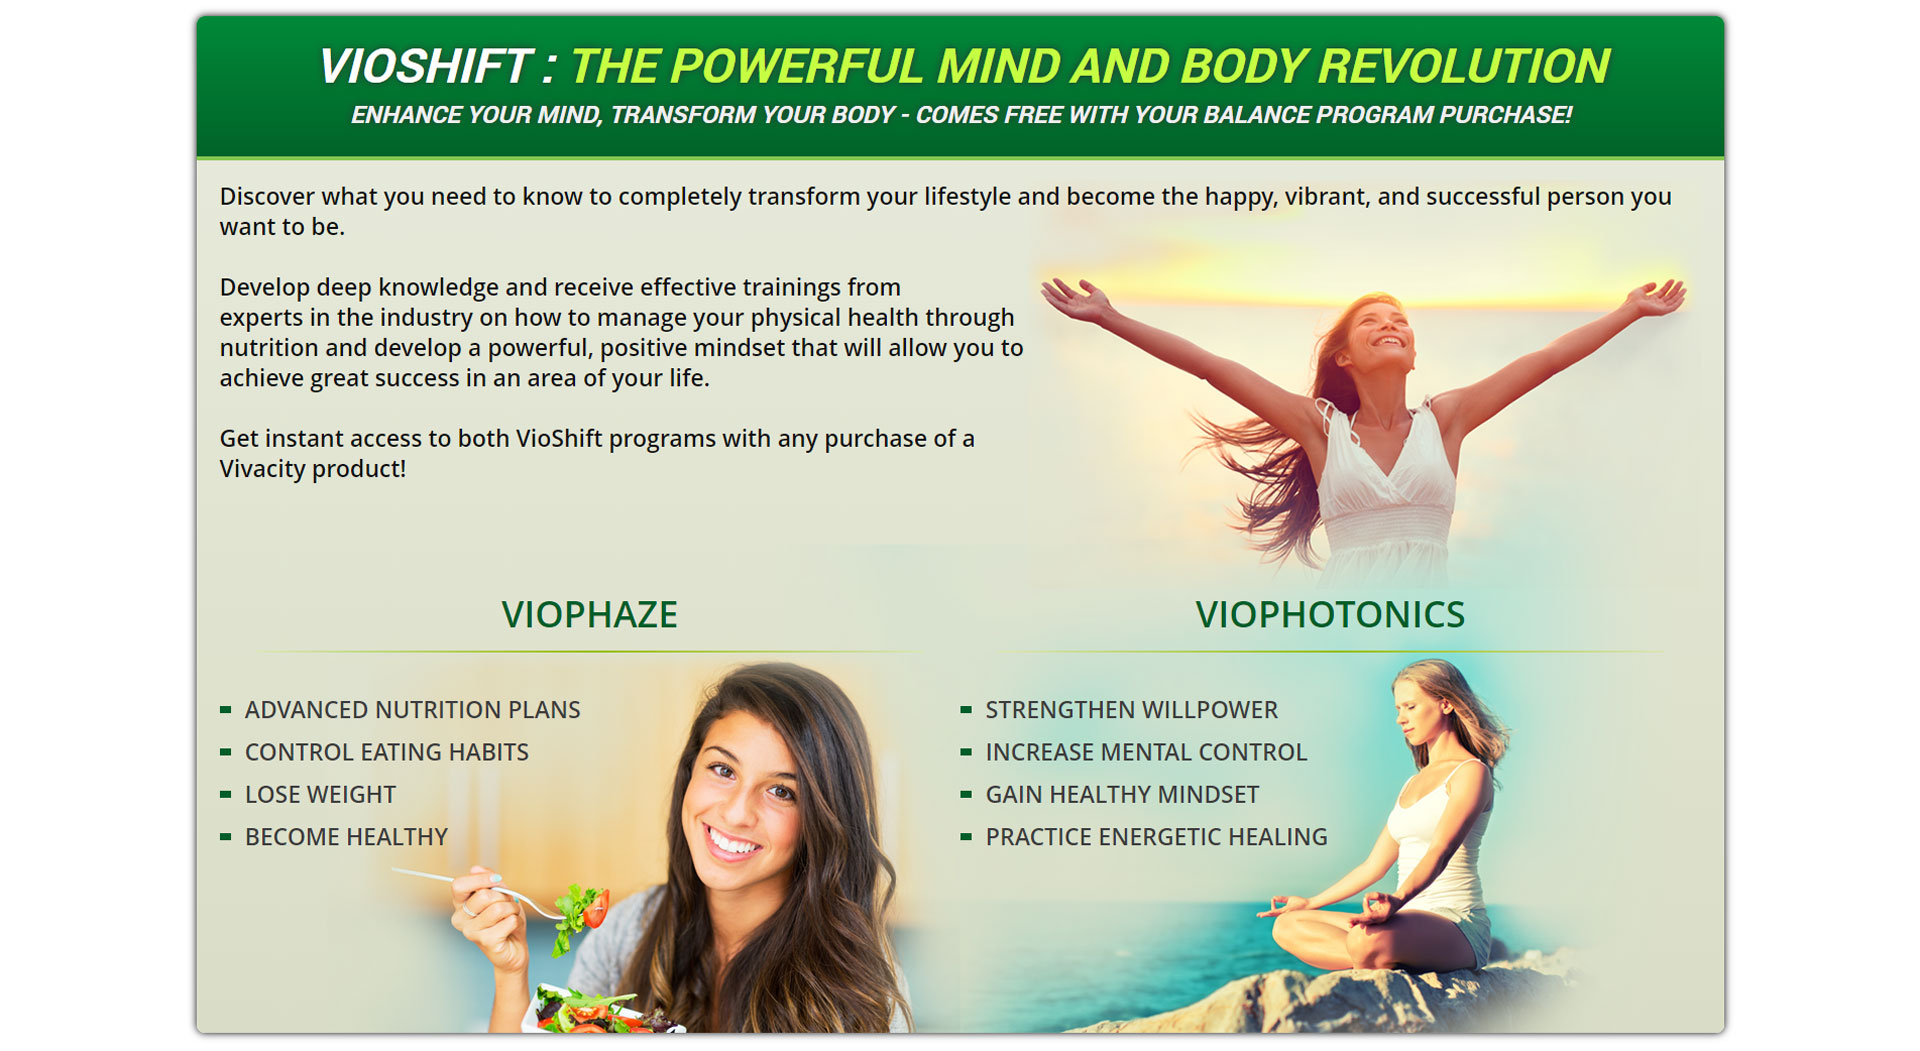 VIOSHIFT : THE POWERFUL MIND AND BODY REVOLUTION
ENHANCE YOUR MIND, TRANSFORM YOUR BODY - COMES FREE WITH YOUR BALANCE PROGRAM PURCHASE!
Discover what you need to know to completely transform your lifestyle and become the happy, vibrant, and successful person you
want to be.
Develop deep knowledge and receive effective trainings from
experts in the industry on how to manage your physical health through
nutrition and develop a powerful, positive mindset that will allow you to
achieve great success in an area of your life.
Get instant access to both VioShift programs with any purchase of a
Vivacity product!
VIOPHAZE
ADVANCED NUTRITION PLANS
CONTROL EATING HABITS
LOSE WEIGHT
BECOME HEALTHY
VIOPHOTONICS
STRENGTHEN WILLPOWER
INCREASE MENTAL CONTROL
GAIN HEALTHY MINDSET
PRACTICE ENERGETIC HEALING